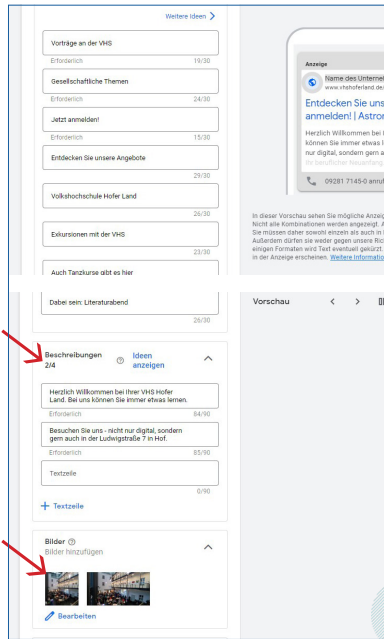 Weitere Ideen >
Vorträge an der VHS
Erforderlich 19/30
Gesellschaftliche Themen
Erforderlich 24/30
Jetzt anmelden!
Erforderlich 15/30
Entdecken Sie unsere Angebote
29/30
Volkshochschule Hofer Land
26/30
Exkursionen mit der VHS
23/30
Auch Tanzkurse gibt es hier
Dabei sein: Literaturabend
26/30
Beschreibungen
2/4
Ideen
anzeigen
Herzlich Willkommen bei Ihrer VHS Hofer
Land. Bei uns können Sie immer etwas lernen.
Erforderlich 84/90
Besuchen Sie uns - nicht nur digital, sondern
gern auch in der Ludwigstraße 7 in Hof.
Erforderlich 85/90
Textzeile
0/90
+ Textzeile
Bilder
Bilder hinzufügen
Bearbeiten
Anzeige
Name des Unterne
www.vhshoferland.de
Entdecken Sie uns
anmelden! | Astron
Herzlich Willkommen bei
können Sie immer etwas l
nur digital, sondern gern a
Ihr beruflicher Neuanfang
09281 7145-0 anruf
In dieser Vorschau sehen Sie mögliche Anzeig
Nicht alle Kombinationen werden angezeigt. A
Sie müssen daher sowohl einzeln als auch in
Außerdem dürfen sie weder gegen unsere Ric
einigen Formaten wird Text eventuell gekürzt.
in der Anzeige erscheinen. Weitere Information
Vorschau < >